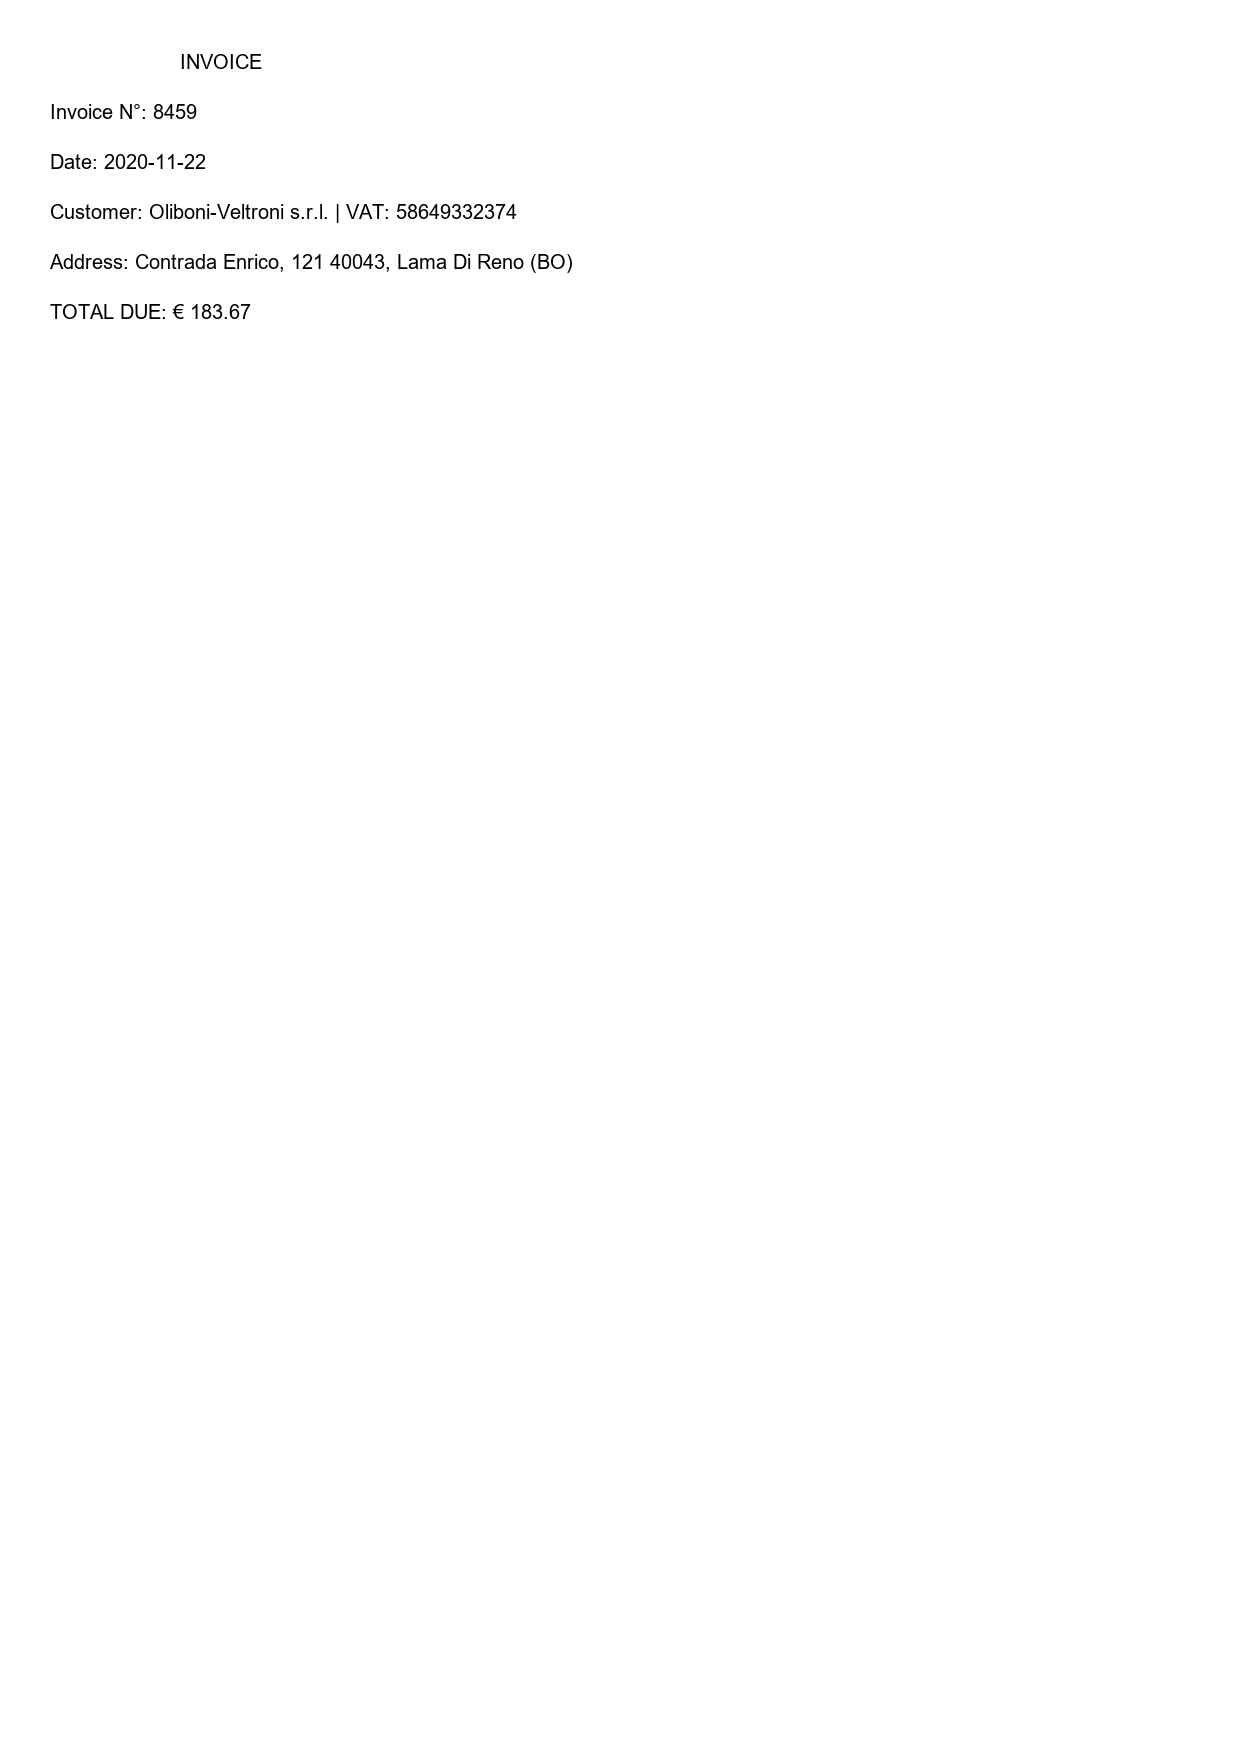 INVOICE
Invoice N°: 8459
Date: 2020-11-22
Customer: Oliboni-Veltroni s.r.l. | VAT: 58649332374
Address: Contrada Enrico, 121 40043, Lama Di Reno (BO)
TOTAL DUE: € 183.67